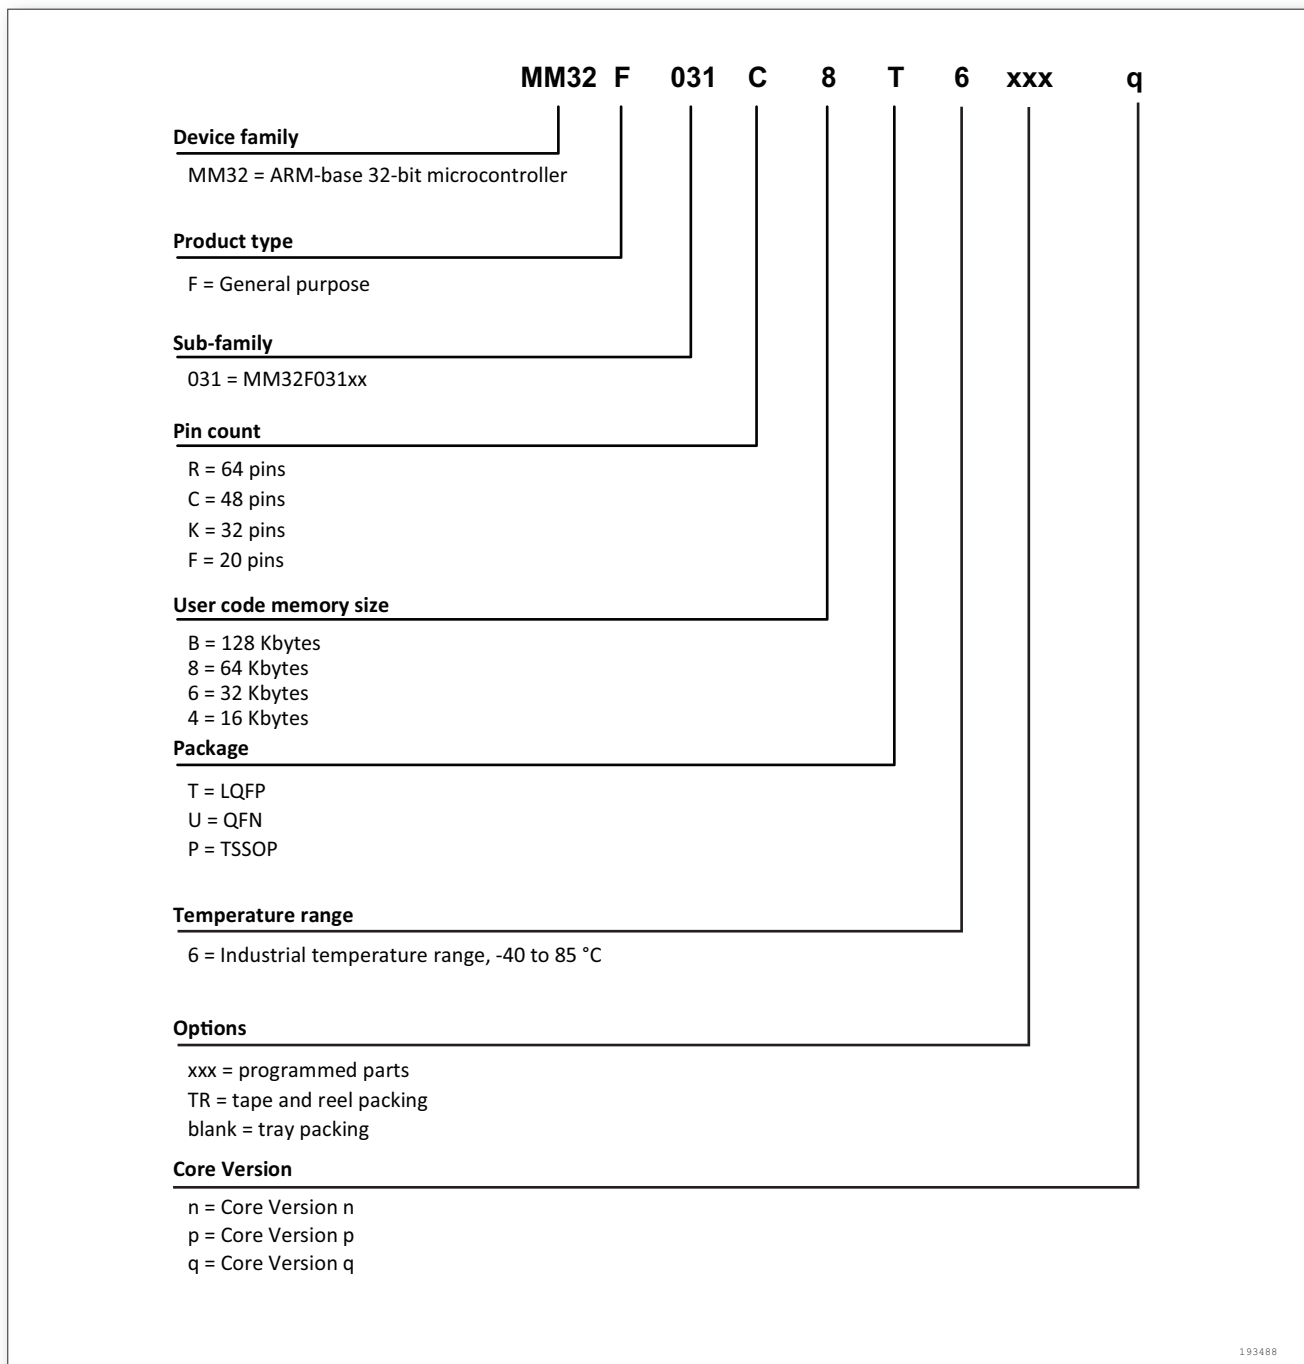 MM32 F 031 C 8 T 6 xxx q
Device family
MM32 = ARM-base 32-bit microcontroller
Product type
F = General purpose
Sub-family
031 = MM32F031xx
Pin count
R = 64 pins
C = 48 pins
K = 32 pins
F = 20 pins
User code memory size
B = 128 Kbytes
8 = 64 Kbytes
6 = 32 Kbytes
4 = 16 Kbytes
Package
T = LQFP
U = QFN
P = TSSOP
Temperature range
6 = Industrial temperature range, -40 to 85 °C
Options
xxx = programmed parts
TR = tape and reel packing
blank = tray packing
Core Version
n = Core Version n
p = Core Version p
q = Core Version q
193488